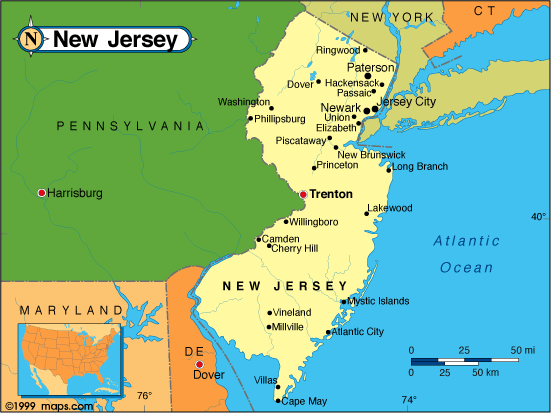 N
New Jersey
NEW YORK
CT
Ringwood
Paterson
Dover
Hackensack
Passaic
Washington
Newark
Jersey City
Phillipsburg
Union
Elizabeth
PENNSYLVANIA
Piscataway
New Brunswick
Princeton
Long Branch
Harrisburg
Trenton
Lakewood
40°
Willingboro
Camden
Cherry Hill
Atlantic
Ocean
NEW JERSEY
MARYLAND
Mystic Islands
Vineland
Millville
Atlantic City
DE
Dover
0 25 50 mi
0 25 50 km
Villas
Cape May
76°
74°
©1999 maps.com